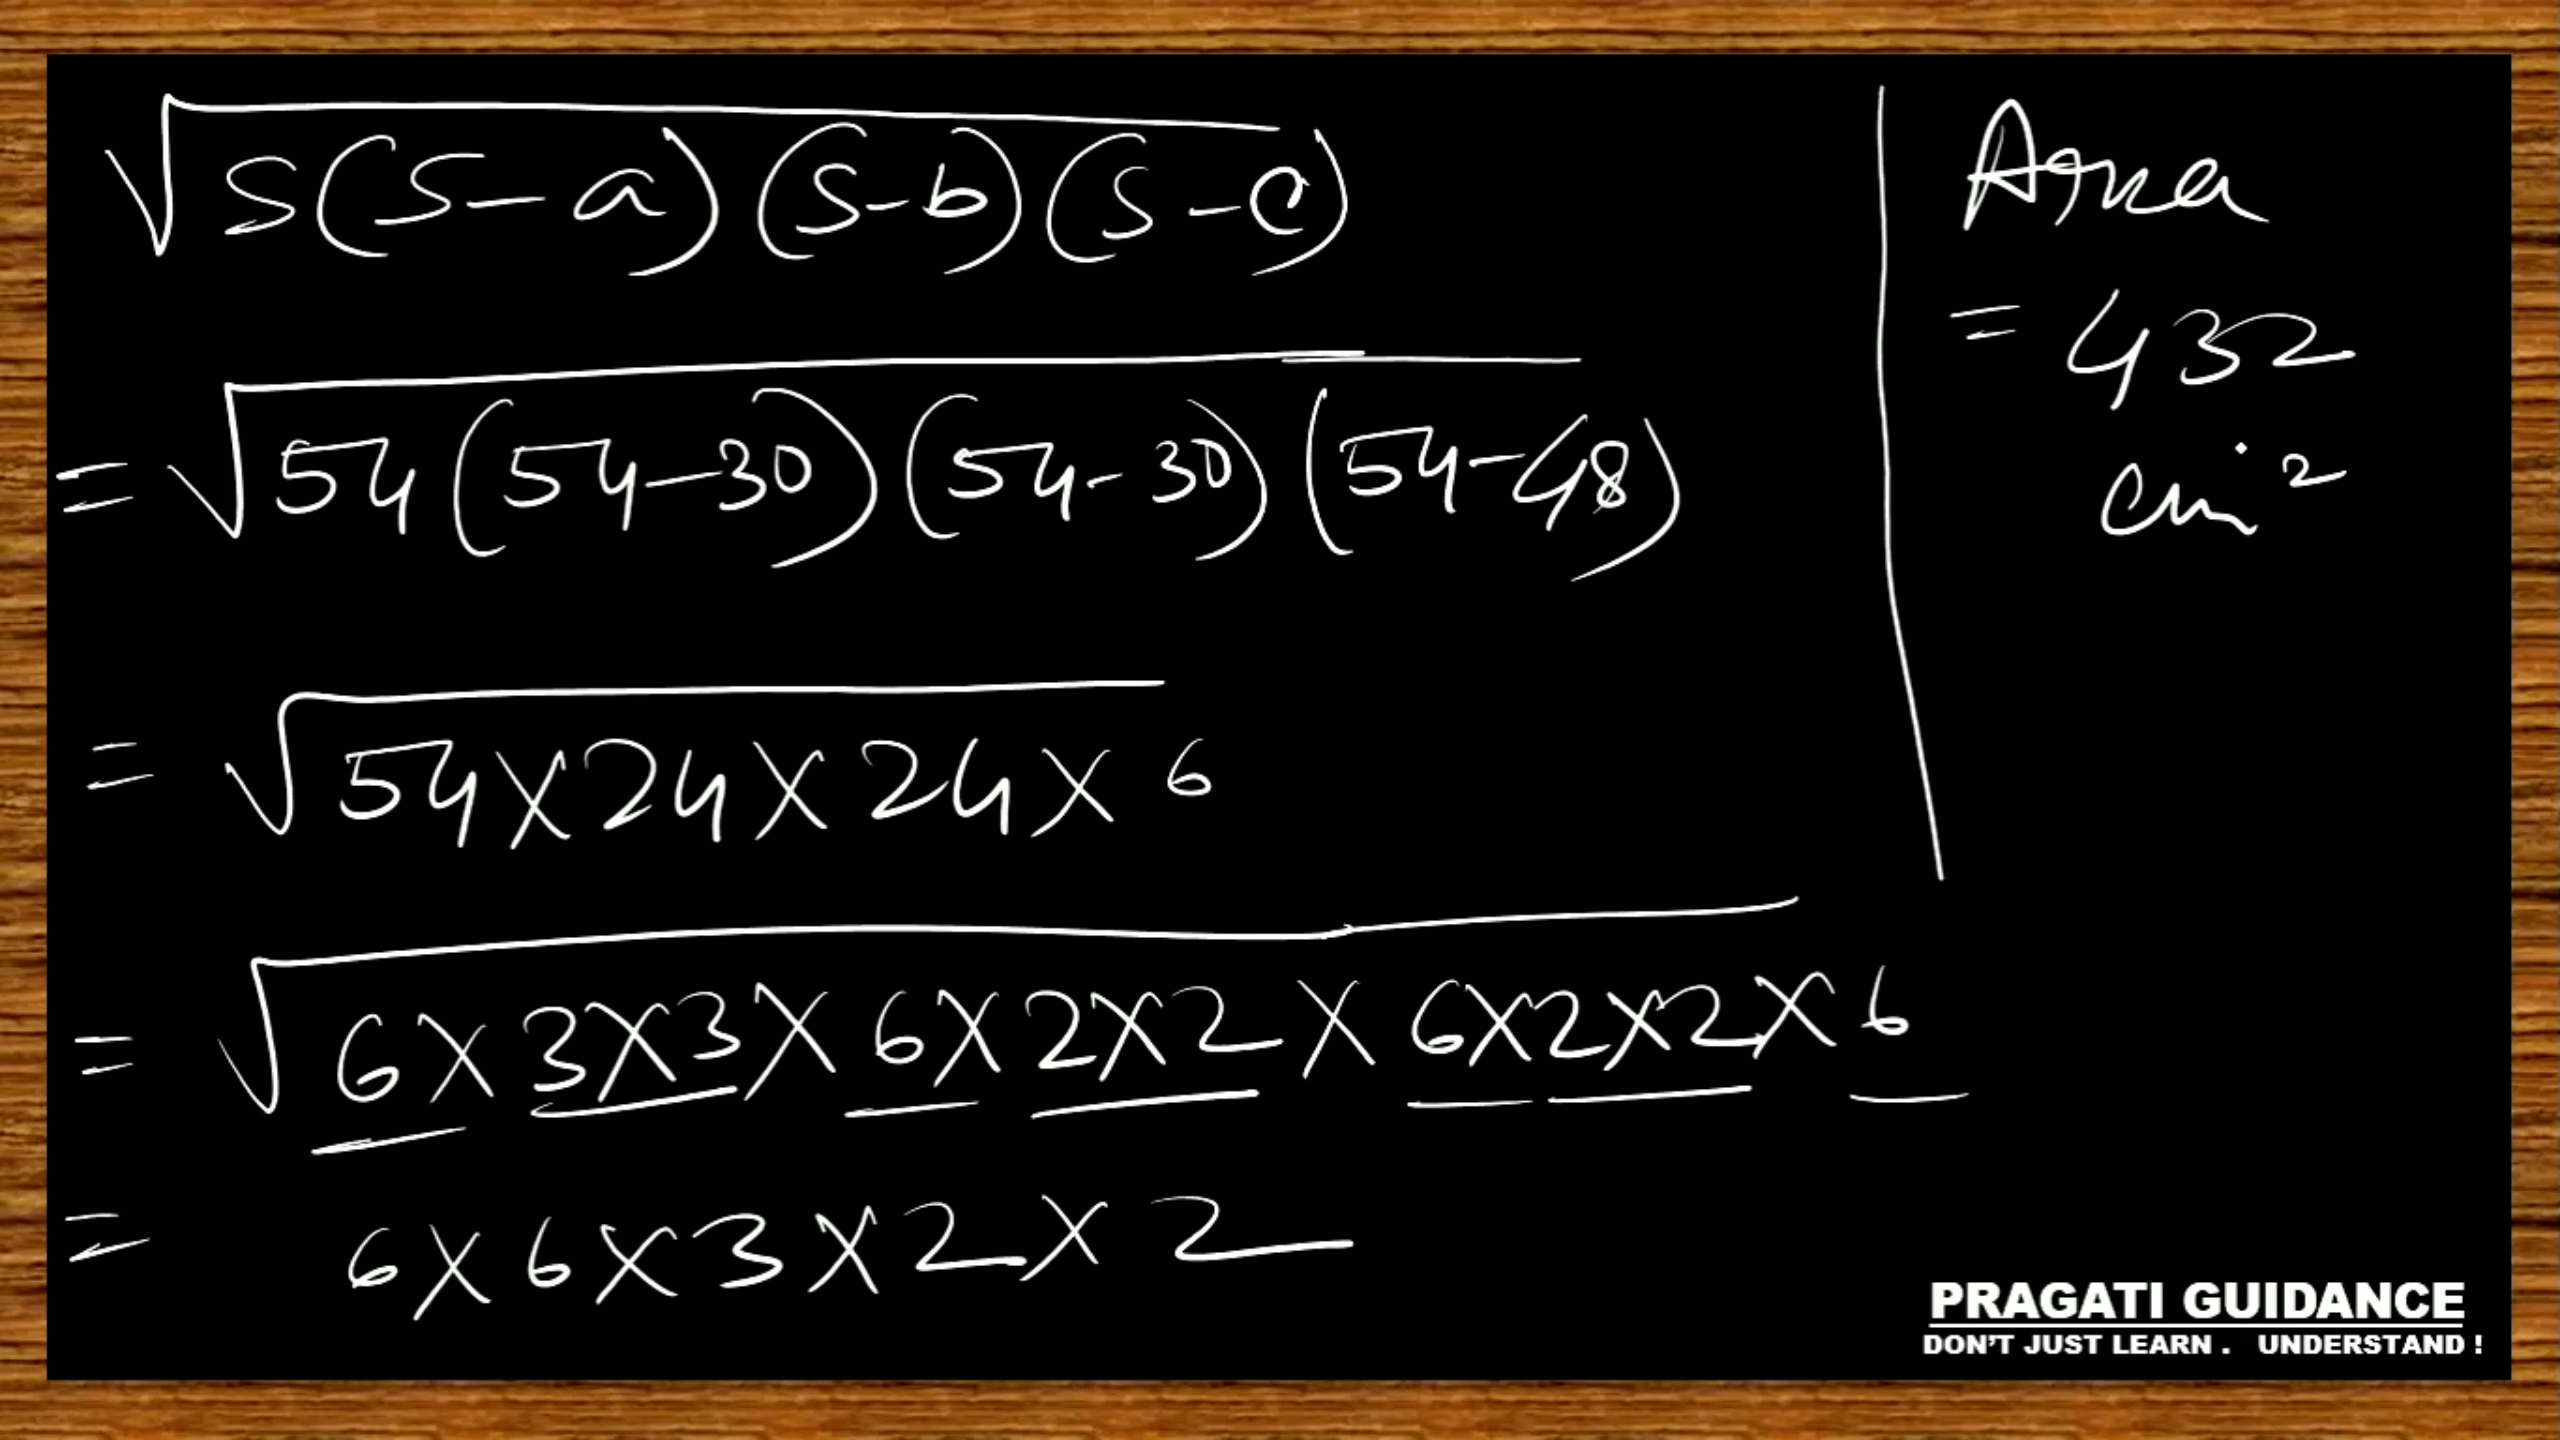 √s(s-a)(s-b)(s-c)
= √54(54-30)(54-30)(54-48)
= √54×24×24×6
= √6×3×3×6×2×2×6×2×2×6
= 6×6×3×2×2
Area
= 432
cm²
PRAGATI GUIDANCE
DON'T JUST LEARN . UNDERSTAND !